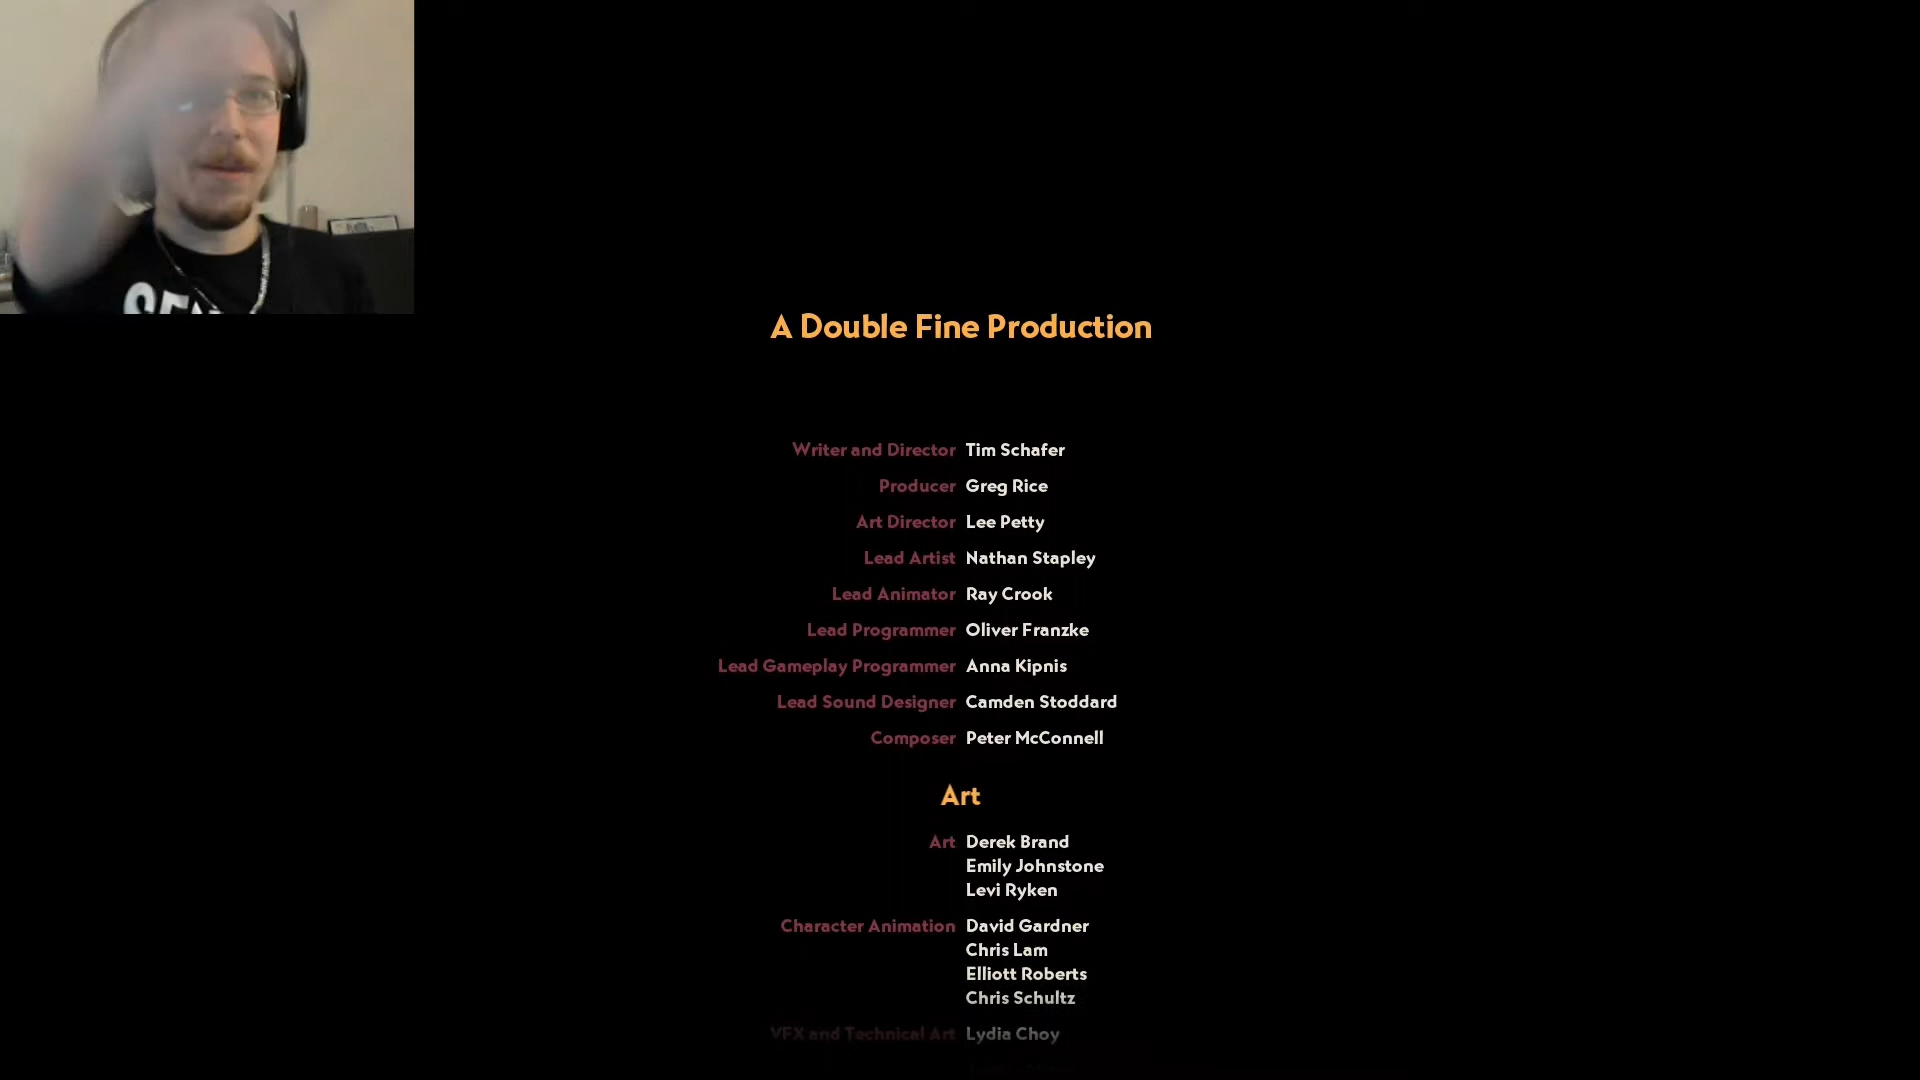 A Double Fine Production
Writer and Director Tim Schafer
Producer Greg Rice
Art Director Lee Petty
Lead Artist Nathan Stapley
Lead Animator Ray Crook
Lead Programmer Oliver Franzke
Lead Gameplay Programmer Anna Kipnis
Lead Sound Designer Camden Stoddard
Composer Peter McConnell
Art
Art Derek Brand
Emily Johnstone
Levi Ryken
Character Animation David Gardner
Chris Lam
Elliott Roberts
Chris Schultz
VFX and Technical Art Lydia Choy